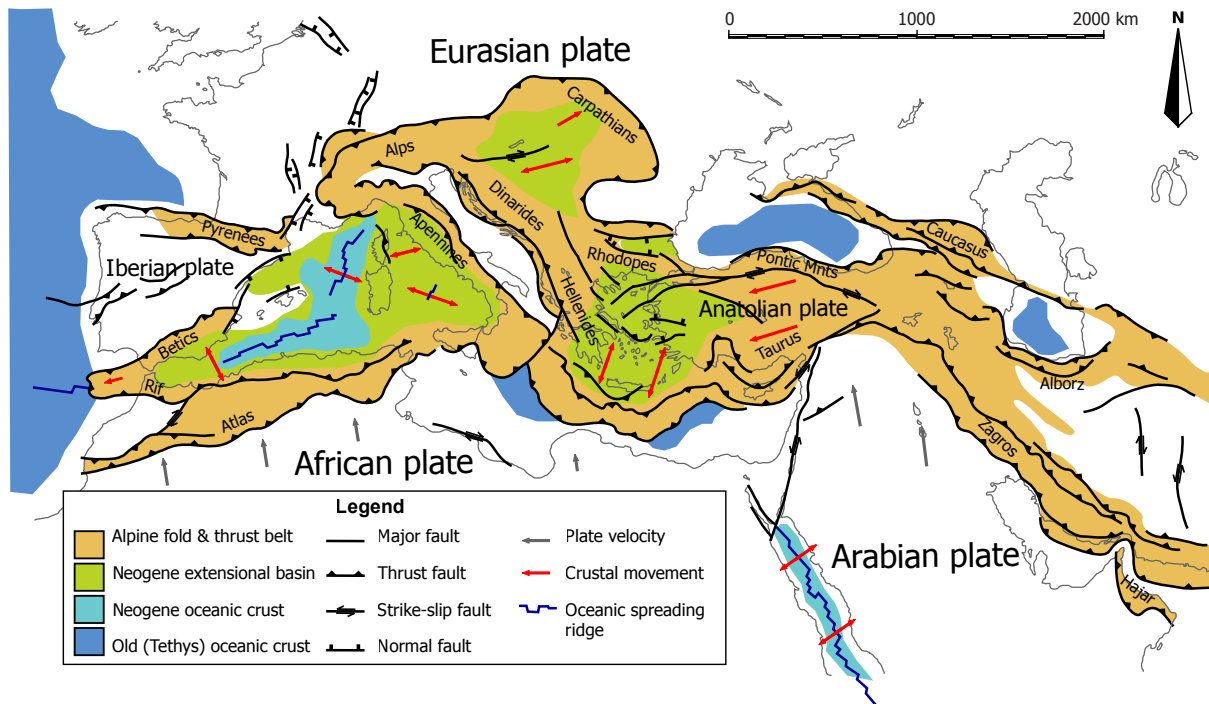 0 1000 2000 km
N
Eurasian plate
Carpathians
Alps
Dinarides
Pyrenees
Apennines
Iberian plate
Rhodopes
Pontic Mnts
Caucasus
Hellenides
Anatolian plate
Betics
Taurus
Rif
Alborz
Atlas
Zagros
African plate
Arabian plate
Hajar
Legend
Alpine fold & thrust belt
Major fault
Plate velocity
Neogene extensional basin
Thrust fault
Crustal movement
Neogene oceanic crust
Strike-slip fault
Oceanic spreading
ridge
Old (Tethys) oceanic crust
Normal fault